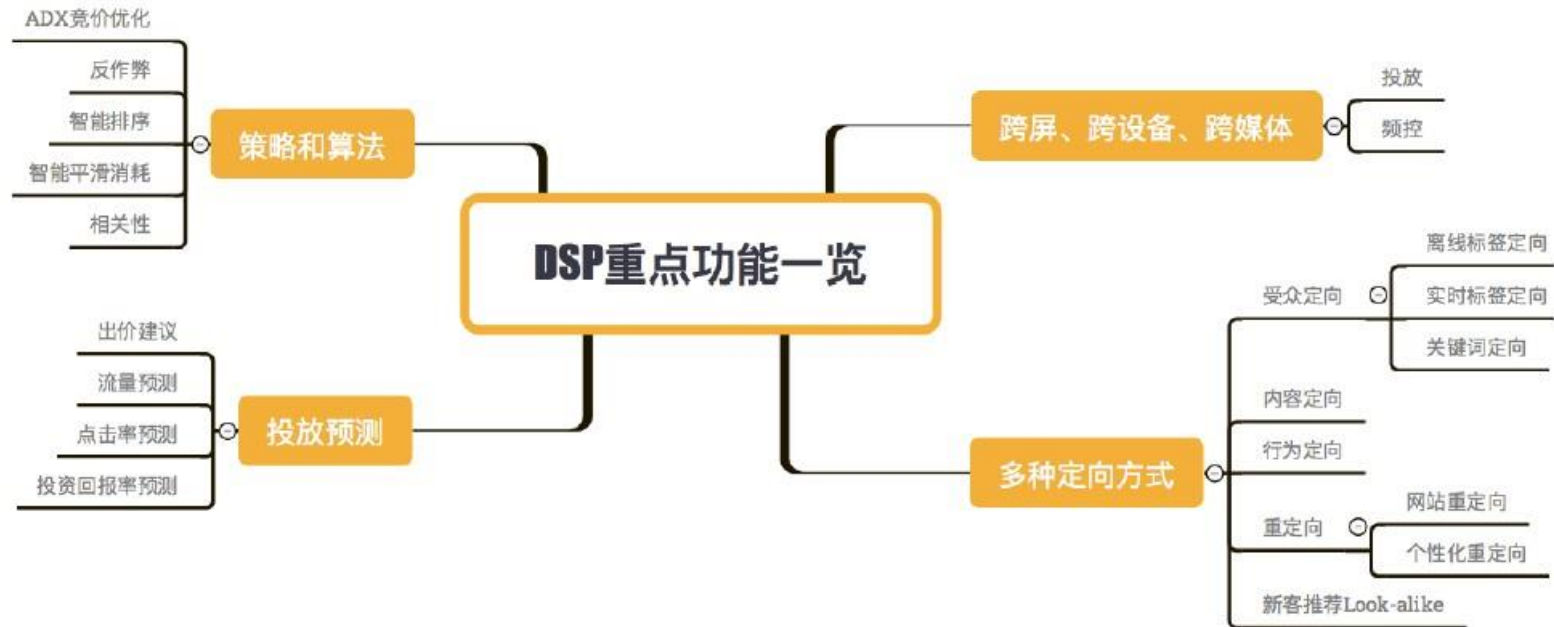 DSP重点功能一览
策略和算法
ADX竞价优化
反作弊
智能排序
智能平滑消耗
相关性
投放预测
出价建议
流量预测
点击率预测
投资回报率预测
跨屏、跨设备、跨媒体
投放
频控
多种定向方式
受众定向
离线标签定向
实时标签定向
关键词定向
内容定向
行为定向
重定向
网站重定向
个性化重定向
新客推荐Look-alike